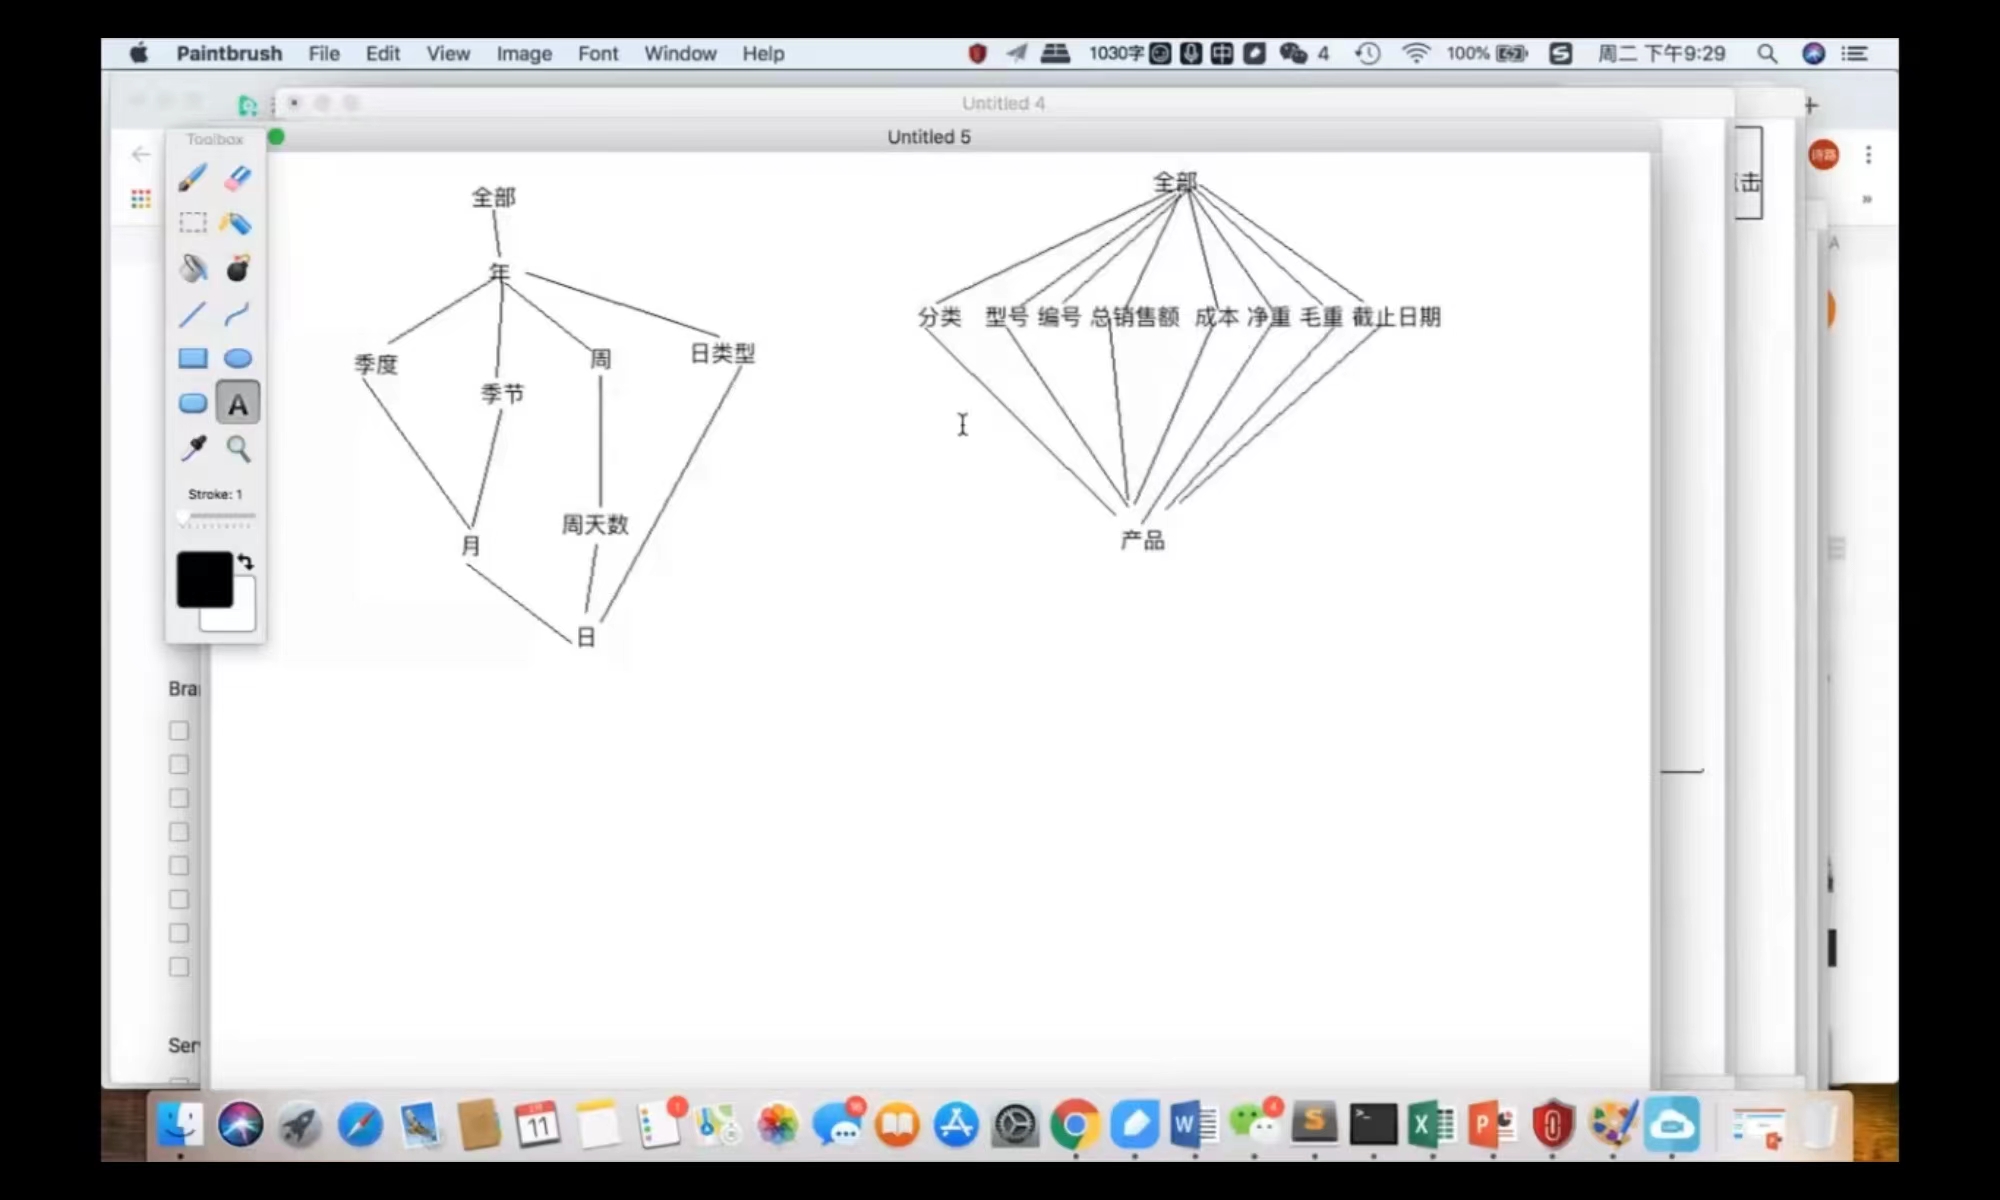 Paintbrush File Edit View Image Font Window Help 1030字 中 4 100% 周二 下午9:29
Untitled 4
Untitled 5
Toolbox
A
Stroke: 1
全部
年
季度
季节
周
日类型
月
周天数
日
全部
分类 型号 编号 总销售额 成本 净重 毛重 截止日期
产品
击
A
Bra
Ser
11
1
4